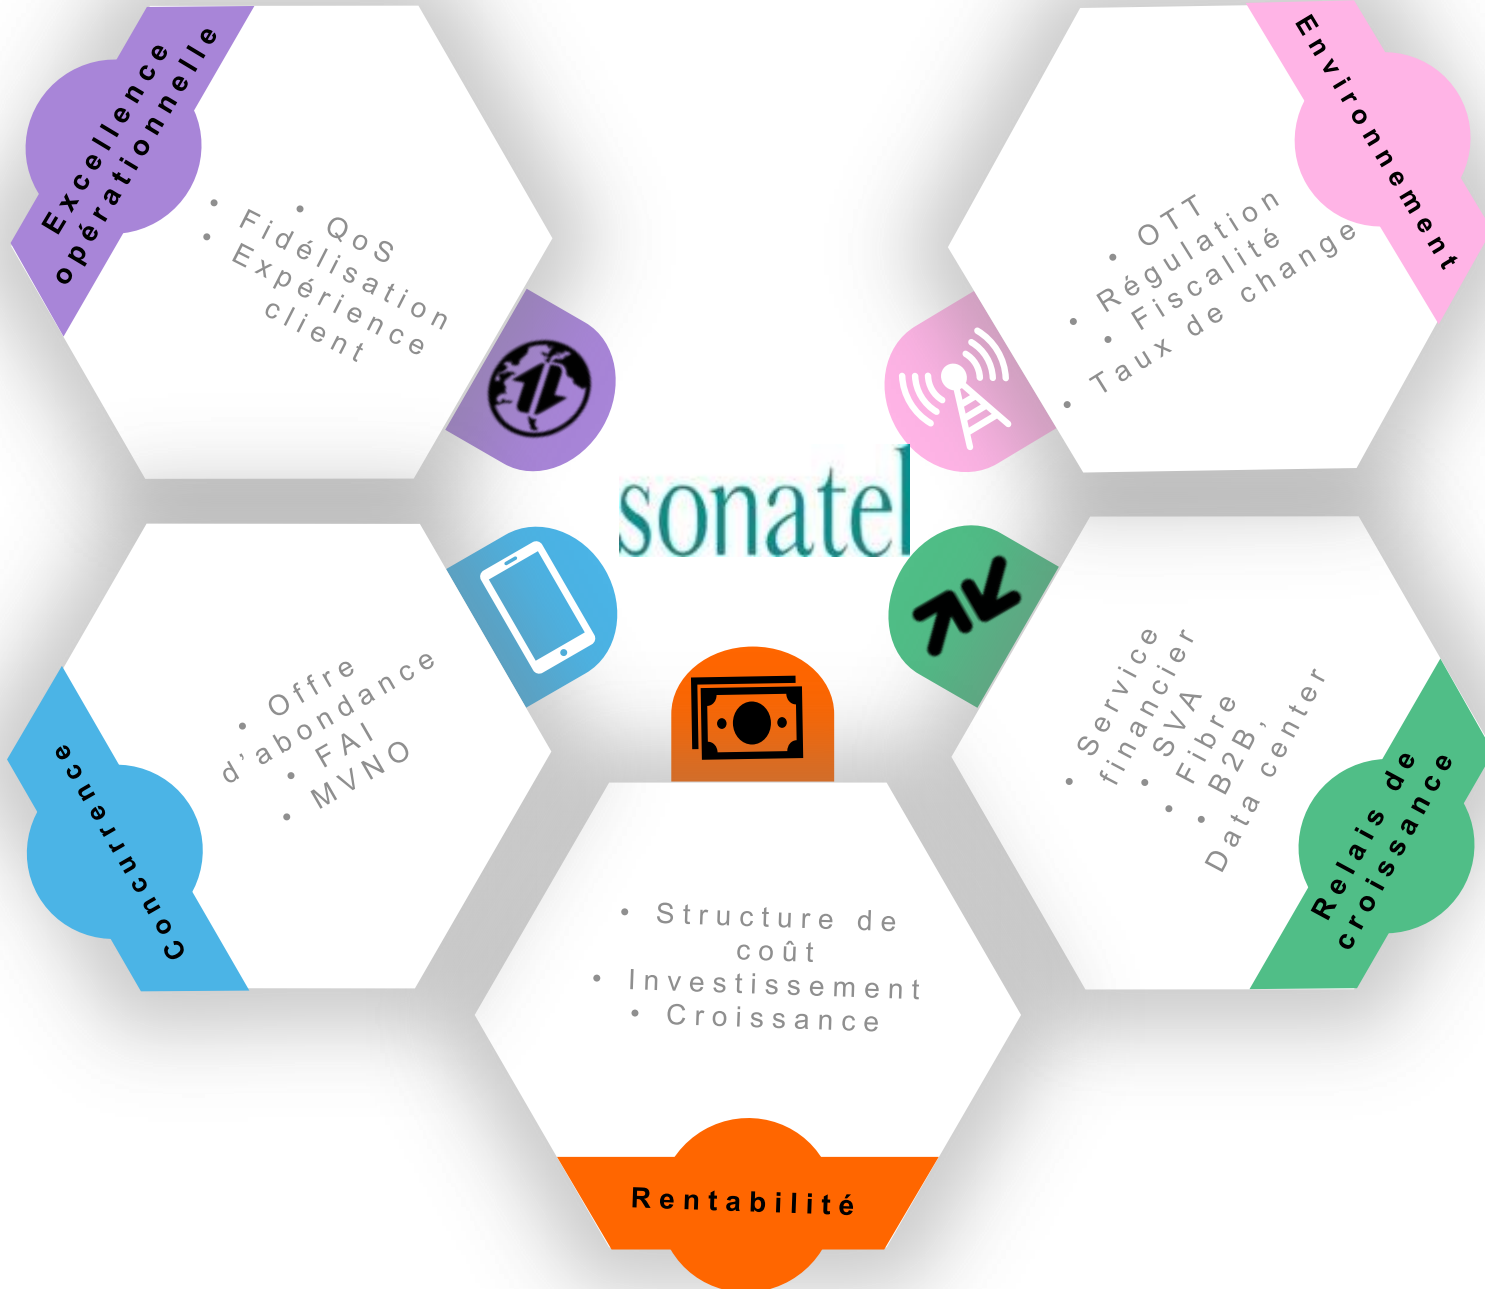 Excellence
opérationnelle
• QoS
• Fidélisation
• Expérience
client
Environnement
• OTT
• Régulation
• Fiscalité
• Taux de change
sonatel
Concurrence
• Offre
d’abondance
• FAI
• MVNO
Relais de
croissance
• Service
financier
• SVA
• Fibre
• B2B,
Data center
• Structure de
coût
• Investissement
• Croissance
Rentabilité